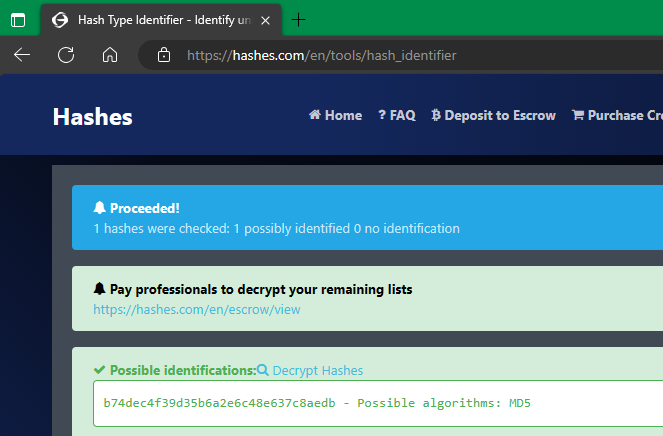 Hash Type Identifier - Identify un
https://hashes.com/en/tools/hash_identifier
Hashes
Home
? FAQ
Deposit to Escrow
Purchase Cre
Proceeded!
1 hashes were checked: 1 possibly identified 0 no identification
Pay professionals to decrypt your remaining lists
https://hashes.com/en/escrow/view
Possible identifications: Decrypt Hashes
b74dec4f39d35b6a2e6c48e637c8aedb - Possible algorithms: MD5